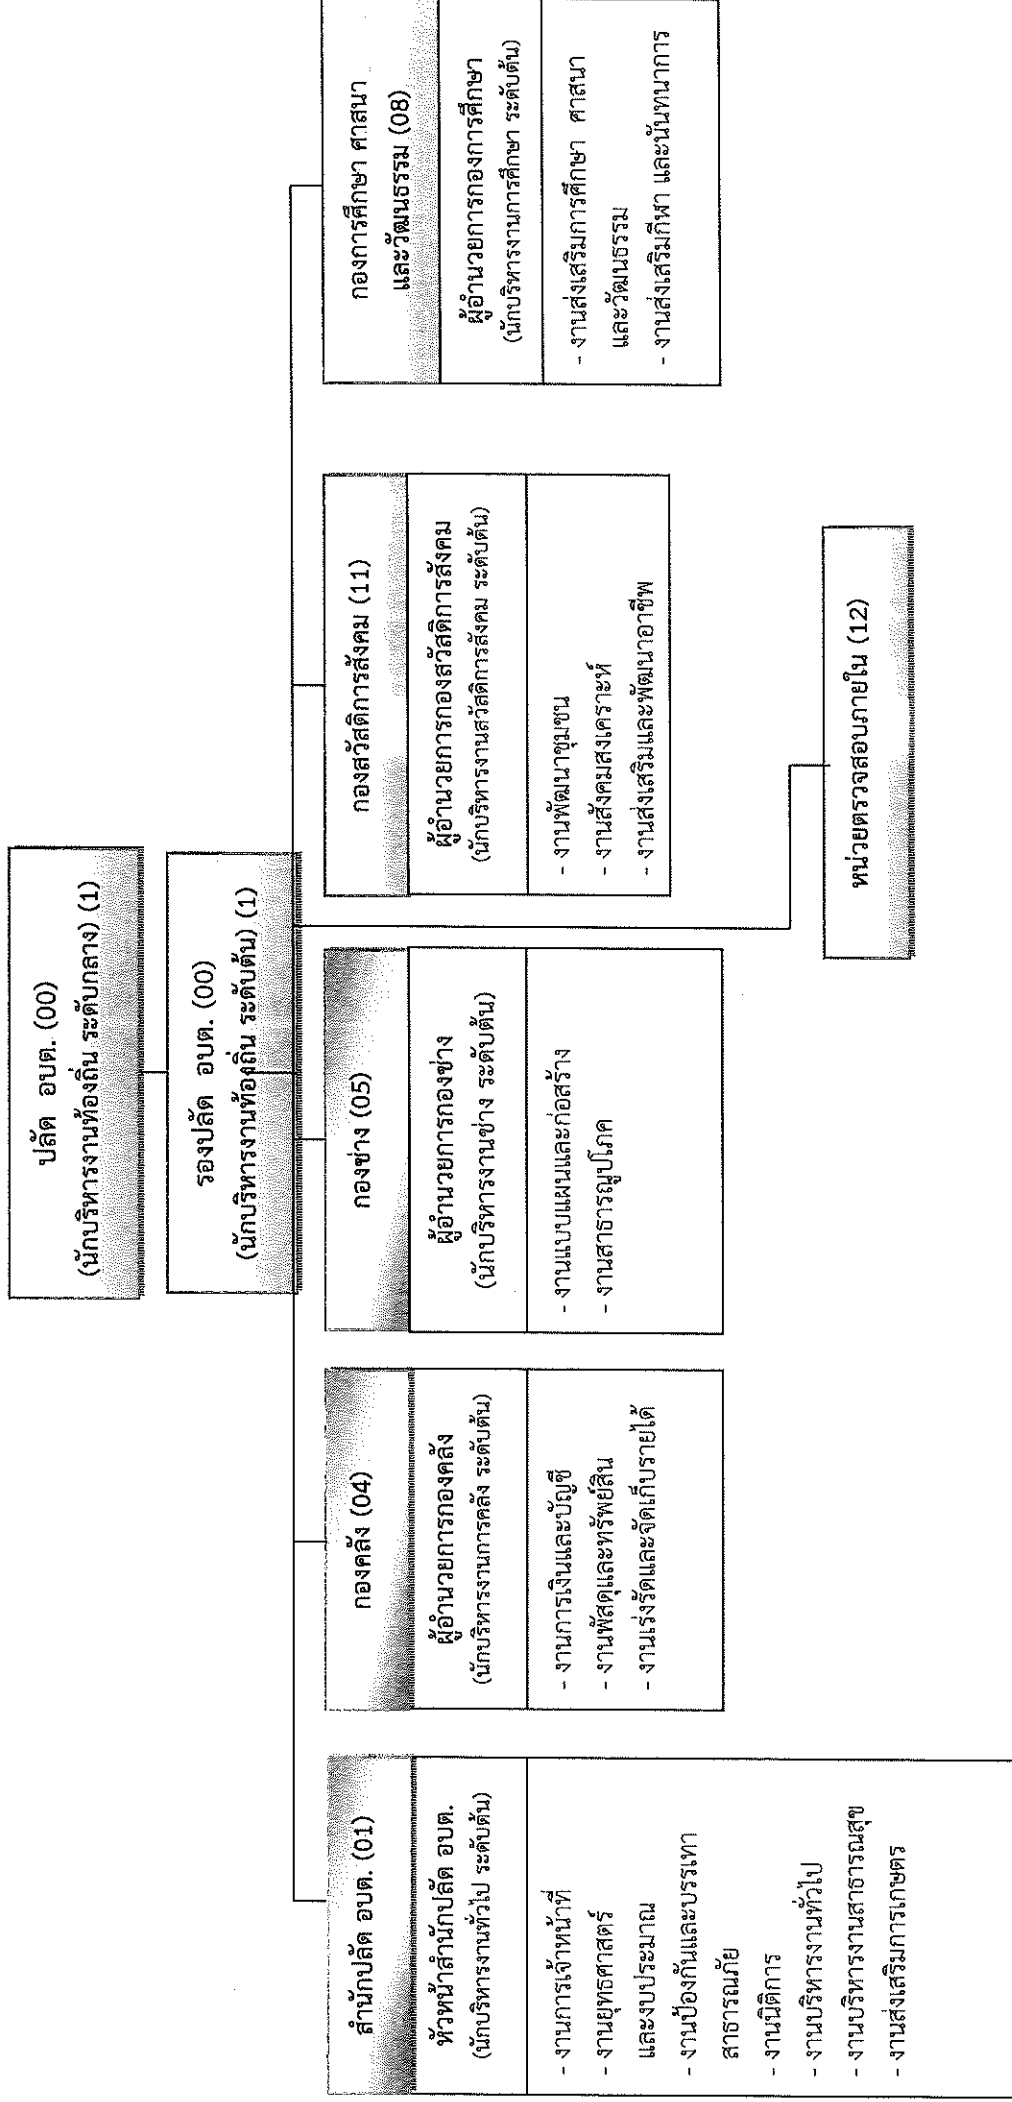 ปลัด อบต. (00)
(นักบริหารงานท้องถิ่น ระดับกลาง) (1)
รองปลัด อบต. (00)
(นักบริหารงานท้องถิ่น ระดับต้น) (1)
สำนักปลัด อบต. (01)
หัวหน้าสำนักปลัด อบต.
(นักบริหารงานทั่วไป ระดับต้น)
- งานการเจ้าหน้าที่
- งานยุทธศาสตร์
และงบประมาณ
- งานป้องกันและบรรเทา
สาธารณภัย
- งานนิติการ
- งานบริหารงานทั่วไป
- งานบริหารงานสาธารณสุข
- งานส่งเสริมการเกษตร
กองคลัง (04)
ผู้อำนวยการกองคลัง
(นักบริหารงานการคลัง ระดับต้น)
- งานการเงินและบัญชี
- งานพัสดุและทรัพย์สิน
- งานเร่งรัดและจัดเก็บรายได้
กองช่าง (05)
ผู้อำนวยการกองช่าง
(นักบริหารงานช่าง ระดับต้น)
- งานแบบแผนและก่อสร้าง
- งานสาธารณูปโภค
กองสวัสดิการสังคม (11)
ผู้อำนวยการกองสวัสดิการสังคม
(นักบริหารงานสวัสดิการสังคม ระดับต้น)
- งานพัฒนาชุมชน
- งานสังคมสงเคราะห์
- งานส่งเสริมและพัฒนาอาชีพ
กองการศึกษา ศาสนา
และวัฒนธรรม (08)
ผู้อำนวยการกองการศึกษา
(นักบริหารงานการศึกษา ระดับต้น)
- งานส่งเสริมการศึกษา ศาสนา
และวัฒนธรรม
- งานส่งเสริมกีฬา และนันทนาการ
หน่วยตรวจสอบภายใน (12)